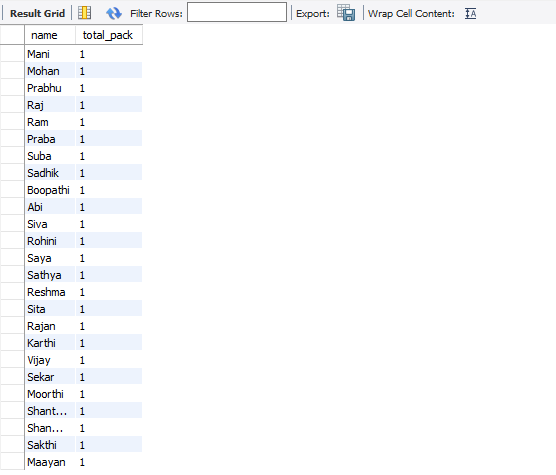 Result Grid Filter Rows: Export: Wrap Cell Content:
name total_pack
Mani 1
Mohan 1
Prabhu 1
Raj 1
Ram 1
Praba 1
Suba 1
Sadhik 1
Boopathi 1
Abi 1
Siva 1
Rohini 1
Saya 1
Sathya 1
Reshma 1
Sita 1
Rajan 1
Karthi 1
Vijay 1
Sekar 1
Moorthi 1
Shant... 1
Shan... 1
Sakthi 1
Maayan 1